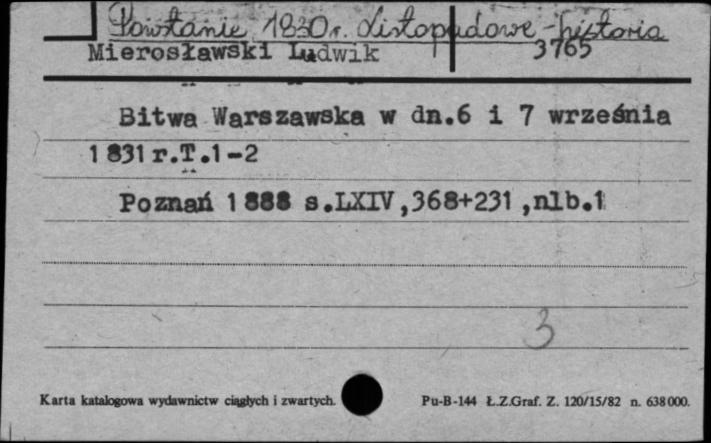 Powstanie 1830 r. Listopadowe - historia
Mierosławski Ludwik 3765
Bitwa Warszawska w dn.6 i 7 września
1831 r.T.1-2
Poznań 1888 s.LXIV,368+231,nlb.1
3
Karta katalogowa wydawnictw ciągłych i zwartych. Pu-B-144 Ł.Z.Graf. Z. 120/15/82 n. 638000.